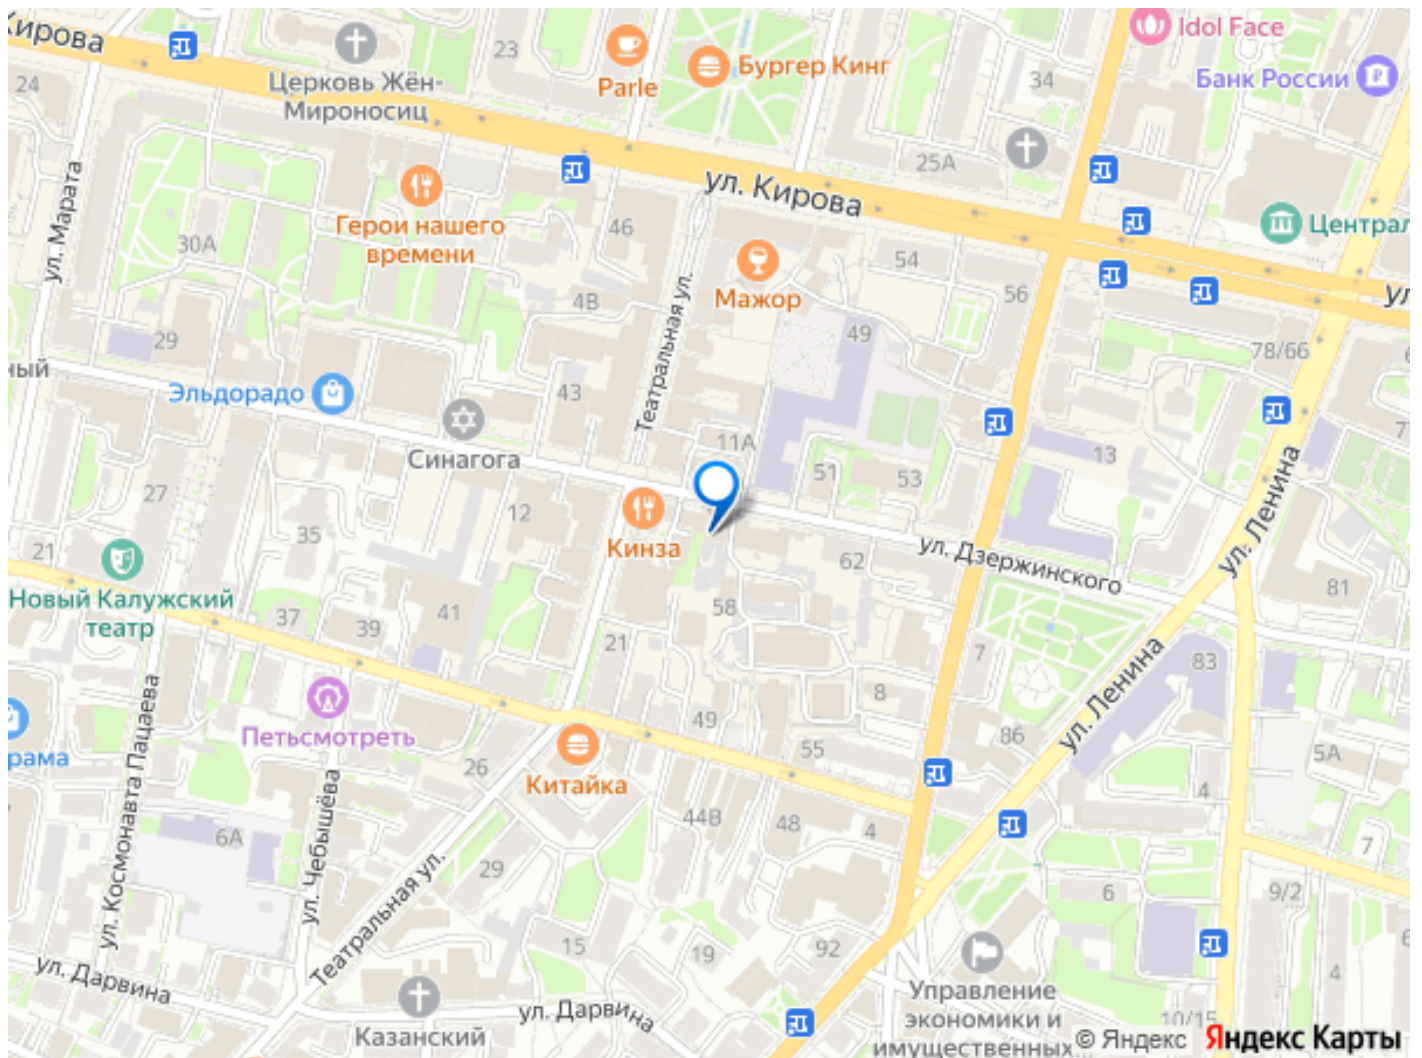 Кирова
24
23
Parle
Бургер Кинг
Idol Face
34
Банк России
Церковь Жён-
Мироносиц
ул. Кирова
25А
ул. Марата
30А
Герои нашего
времени
46
Мажор
54
56
Централ
ул
4В
49
29
78/66
ный
Эльдорадо
43
Театральная ул.
Синагога
11А
51
53
13
27
12
35
Кинза
62
ул. Дзержинского
ул. Ленина
21
Новый Калужский
театр
37
39
41
58
21
81
7
83
8
ул. Ленина
49
55
86
5А
Петьсмотреть
рама
26
Китайка
ул. Космонавта Пацаева
ул. Чебышёва
6А
44В
48
4
4
7
29
6
9/2
Театральная ул.
15
19
92
4
ул. Дарвина
Казанский
ул. Дарвина
Управление
экономики и
имущественных...
10/15
© Яндекс
Яндекс Карты